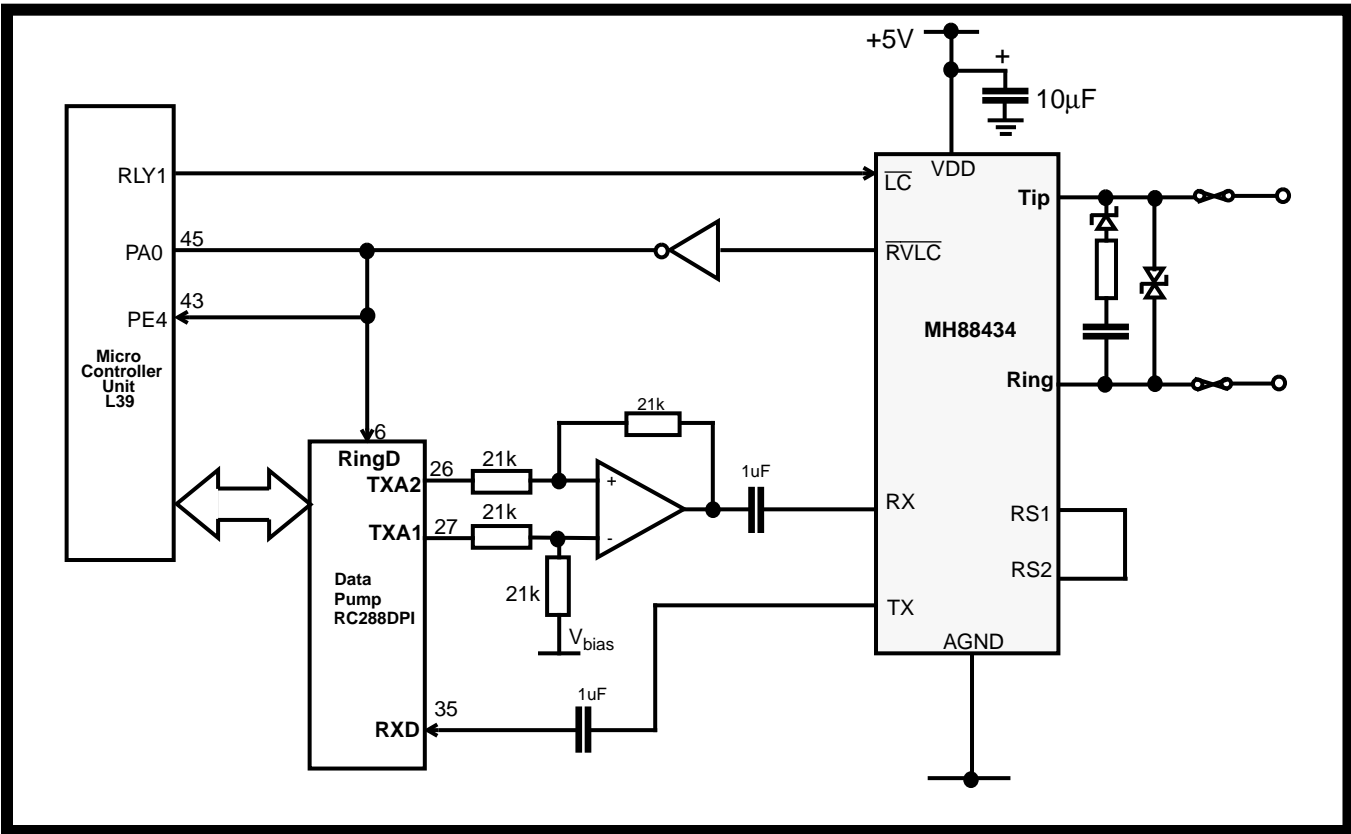 +5V
+
10μF
RLY1
LC
VDD
Tip
45
PA0
RVLC
43
PE4
MH88434
Micro
Controller
Unit
L39
Ring
21k
6
RingD
21k
1uF
26
TXA2
+
RX
RS1
21k
27
TXA1
-
RS2
Data
Pump
RC288DPI
21k
TX
Vbias
AGND
1uF
35
RXD